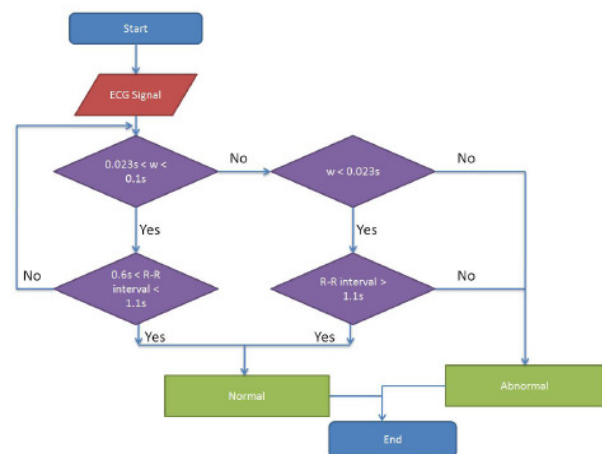 Start
ECG Signal
0.023s < w <
0.1s
No
w < 0.023s
No
Yes
Yes
No
0.6s < R-R
interval <
1.1s
R-R interval >
1.1s
No
Yes
Yes
Normal
Abnormal
End